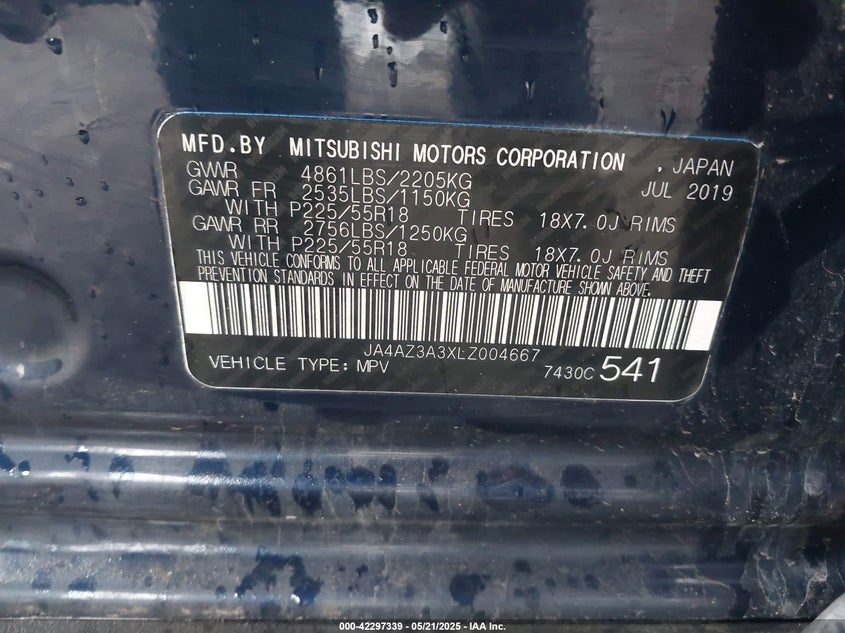 MFD.BY MITSUBISHI MOTORS CORPORATION , JAPAN
GVWR 4861LBS/2205KG JUL 2019
GAWR FR 2535LBS/1150KG
WITH P225/55R18 TIRES 18X7.0J RIMS
GAWR RR 2756LBS/1250KG
WITH P225/55R18 TIRES 18X7.0J RIMS
THIS VEHICLE CONFORMS TO ALL APPLICABLE FEDERAL MOTOR VEHICLE SAFETY AND THEFT
PREVENTION STANDARDS IN EFFECT ON THE DATE OF MANUFACTURE SHOWN ABOVE.
JA4AZ3A3XLZ004667
VEHICLE TYPE: MPV 7430C 541
000-42297339 - 05/21/2025 - IAA Inc.